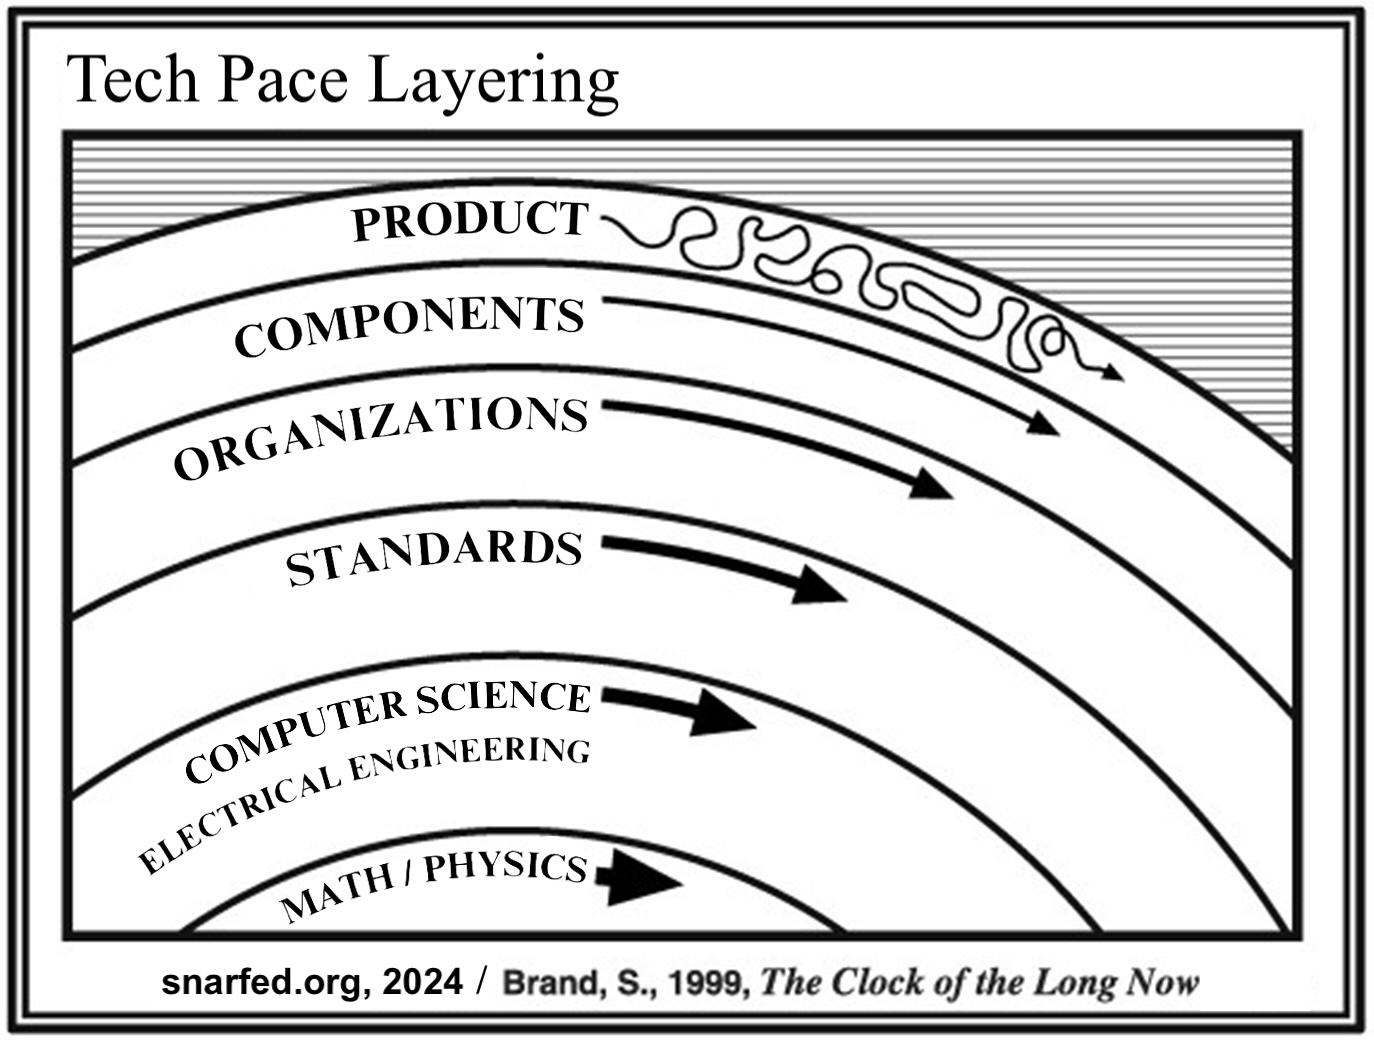 Tech Pace Layering
PRODUCT
COMPONENTS
ORGANIZATIONS
STANDARDS
COMPUTER SCIENCE
ELECTRICAL ENGINEERING
MATH / PHYSICS
snarfed.org, 2024 / Brand, S., 1999, The Clock of the Long Now